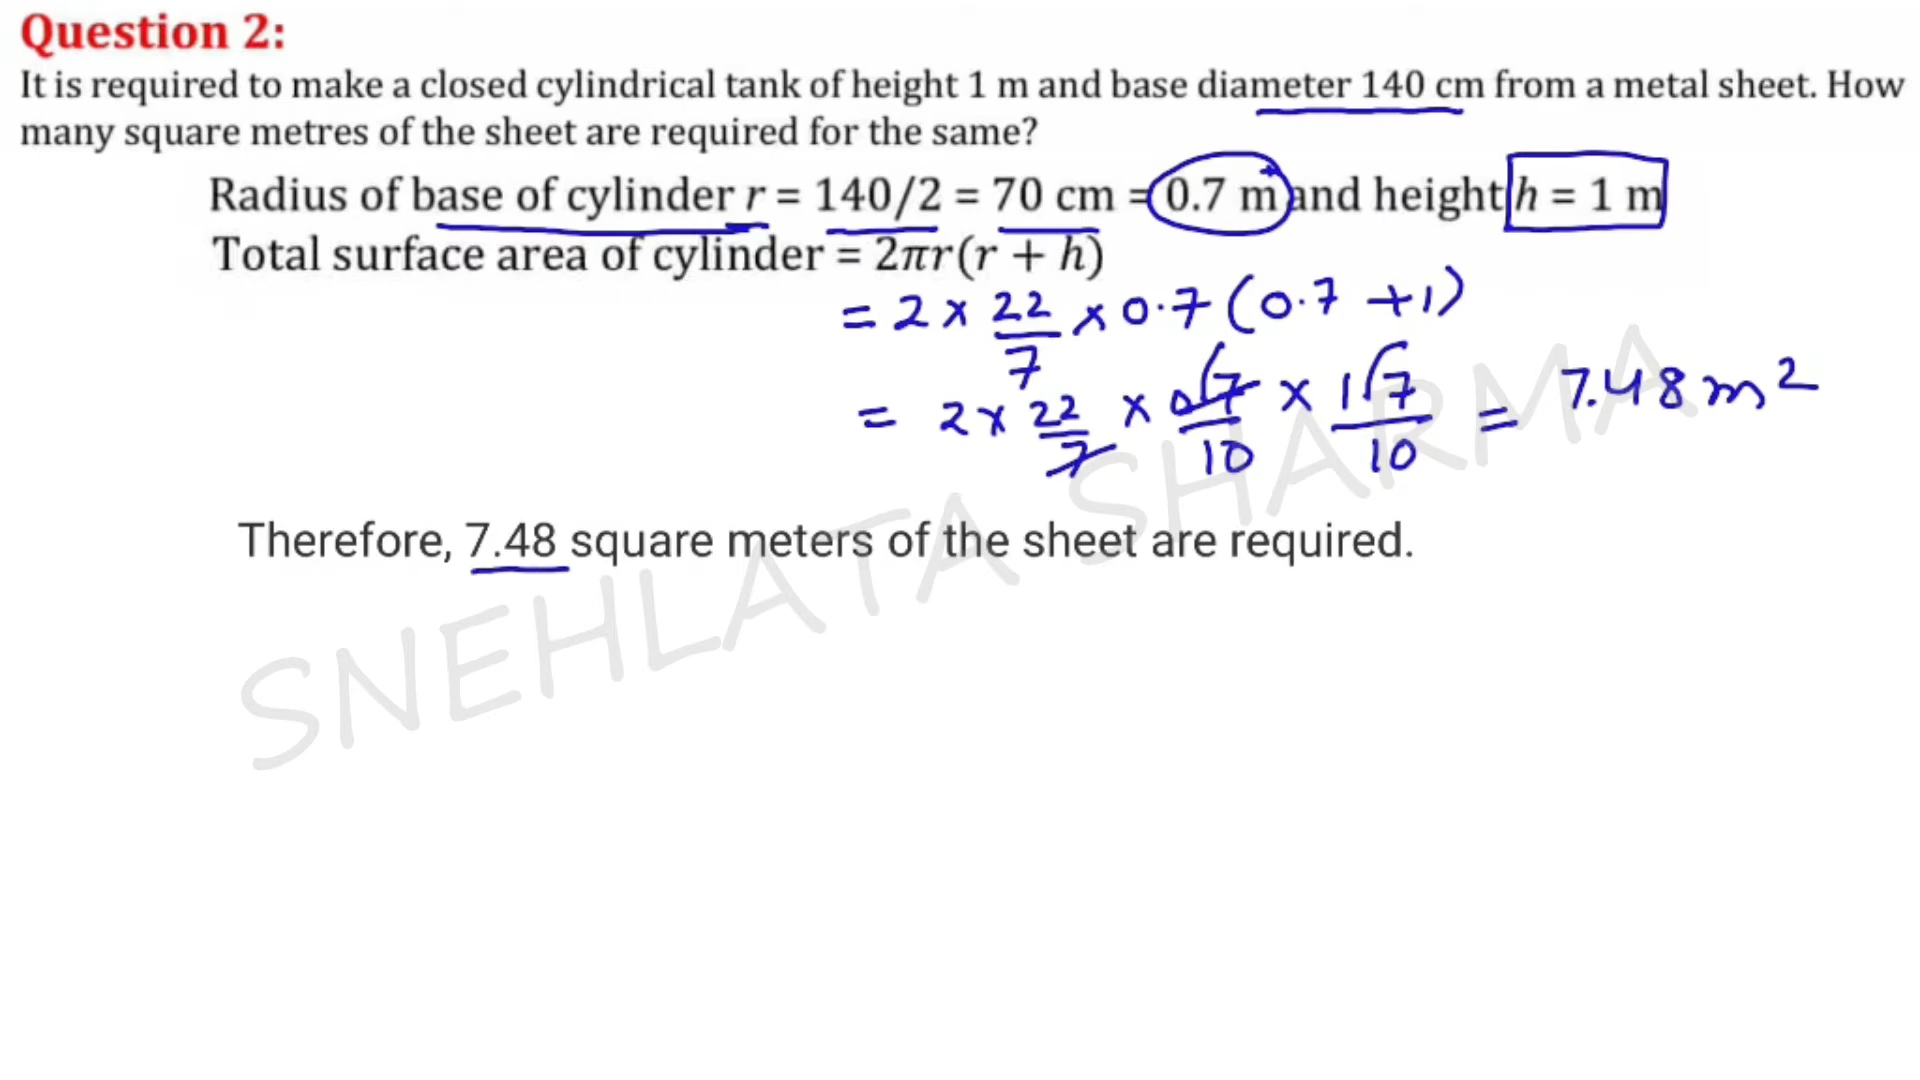 Question 2:
It is required to make a closed cylindrical tank of height 1 m and base diameter 140 cm from a metal sheet. How
many square metres of the sheet are required for the same?
Radius of base of cylinder r = 140/2 = 70 cm = 0.7 m and height h = 1 m
Total surface area of cylinder = 2πr(r + h)
= 2 × 22/7 × 0.7 (0.7 + 1)
= 2 × 22/7 × 0.7/10 × 1.7/10 = 7.48 m²
Therefore, 7.48 square meters of the sheet are required.
SNEHLATA SHARMA